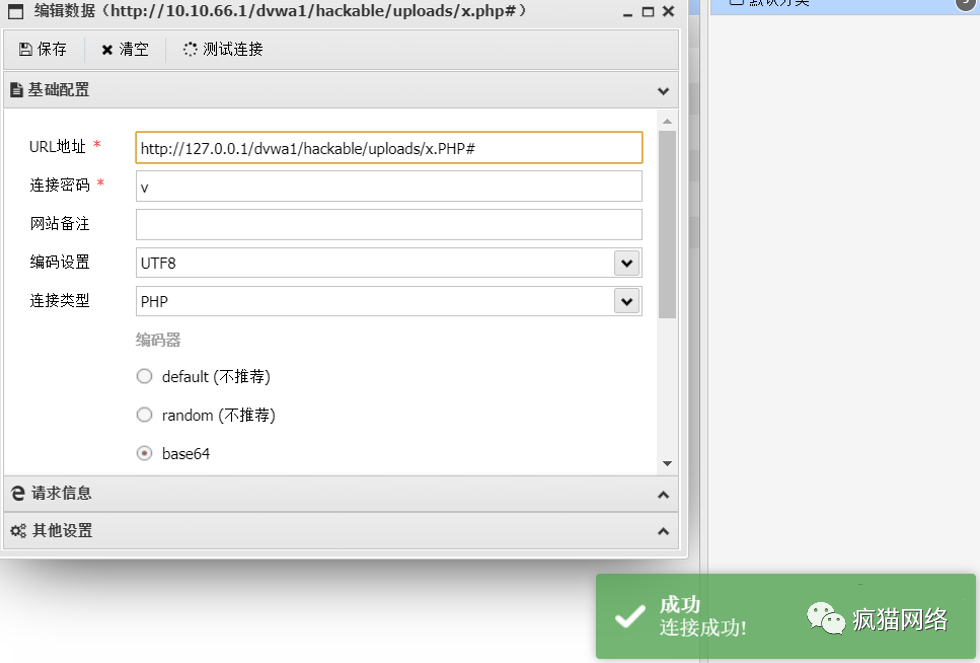 编辑数据（http://10.10.66.1/dvwa1/hackable/uploads/x.php#）
保存 清空 测试连接
基础配置
URL地址 * http://127.0.0.1/dvwa1/hackable/uploads/x.PHP#
连接密码 * v
网站备注
编码设置 UTF8
连接类型 PHP
编码器
default (不推荐)
random (不推荐)
base64
请求信息
其他设置
默认分类
成功
连接成功!
疯猫网络